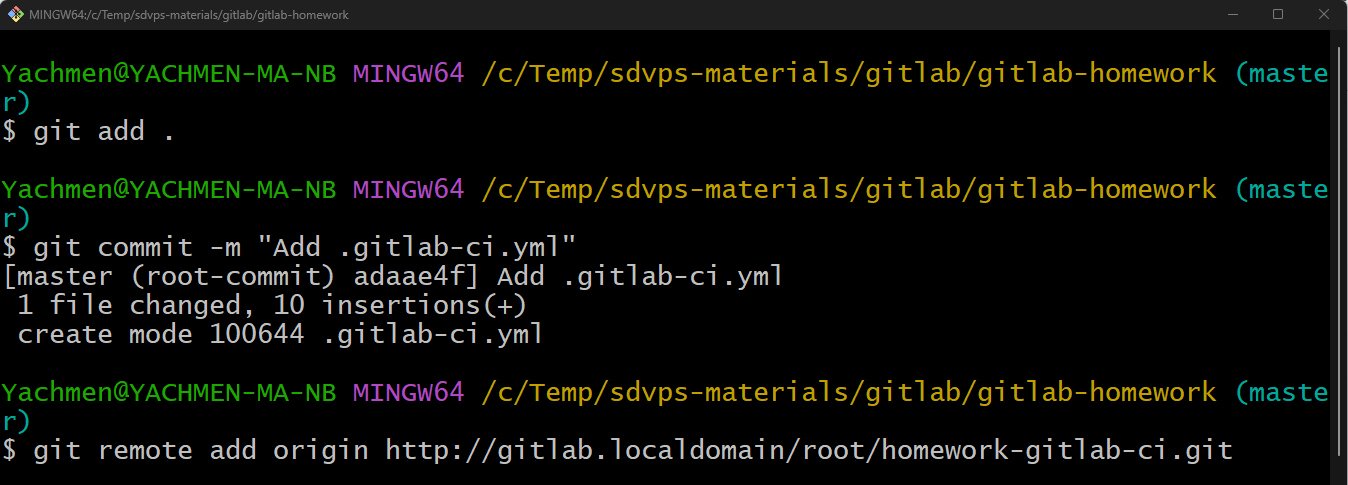 MINGW64:/c/Temp/sdvps-materials/gitlab/gitlab-homework
Yachmen@YACHMEN-MA-NB MINGW64 /c/Temp/sdvps-materials/gitlab/gitlab-homework (maste
r)
$ git add .
Yachmen@YACHMEN-MA-NB MINGW64 /c/Temp/sdvps-materials/gitlab/gitlab-homework (maste
r)
$ git commit -m "Add .gitlab-ci.yml"
[master (root-commit) adaae4f] Add .gitlab-ci.yml
 1 file changed, 10 insertions(+)
 create mode 100644 .gitlab-ci.yml
Yachmen@YACHMEN-MA-NB MINGW64 /c/Temp/sdvps-materials/gitlab/gitlab-homework (maste
r)
$ git remote add origin http://gitlab.localdomain/root/homework-gitlab-ci.git